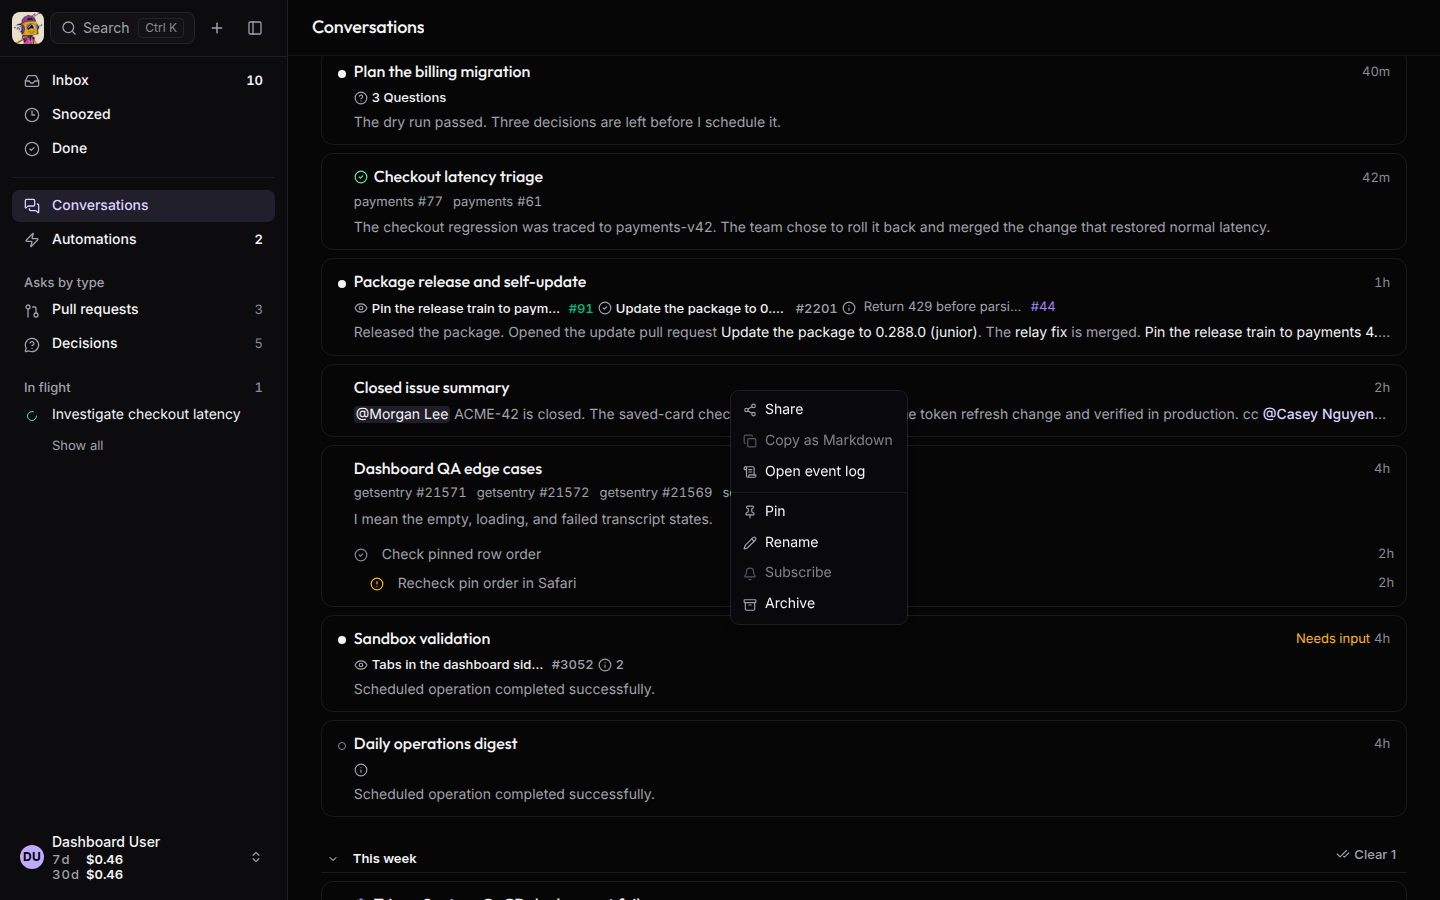 Search Ctrl K
Inbox 10
Snoozed
Done
Conversations
Automations 2
Asks by type
Pull requests 3
Decisions 5
In flight 1
Investigate checkout latency
Show all
DU Dashboard User
7d $0.46
30d $0.46
Conversations
Plan the billing migration 40m
3 Questions
The dry run passed. Three decisions are left before I schedule it.
Checkout latency triage 42m
payments #77 payments #61
The checkout regression was traced to payments-v42. The team chose to roll it back and merged the change that restored normal latency.
Package release and self-update 1h
Pin the release train to paym... #91 Update the package to 0.... #2201 Return 429 before parsi... #44
Released the package. Opened the update pull request Update the package to 0.288.0 (junior). The relay fix is merged. Pin the release train to payments 4....
Closed issue summary 2h
@Morgan Lee ACME-42 is closed. The saved-card chec
e token refresh change and verified in production. cc @Casey Nguyen...
Dashboard QA edge cases 4h
getsentry #21571 getsentry #21572 getsentry #21569
I mean the empty, loading, and failed transcript states.
Check pinned row order 2h
Recheck pin order in Safari 2h
Share
Copy as Markdown
Open event log
Pin
Rename
Subscribe
Archive
Sandbox validation Needs input 4h
Tabs in the dashboard sid... #3052 2
Scheduled operation completed successfully.
Daily operations digest 4h
Scheduled operation completed successfully.
This week Clear 1